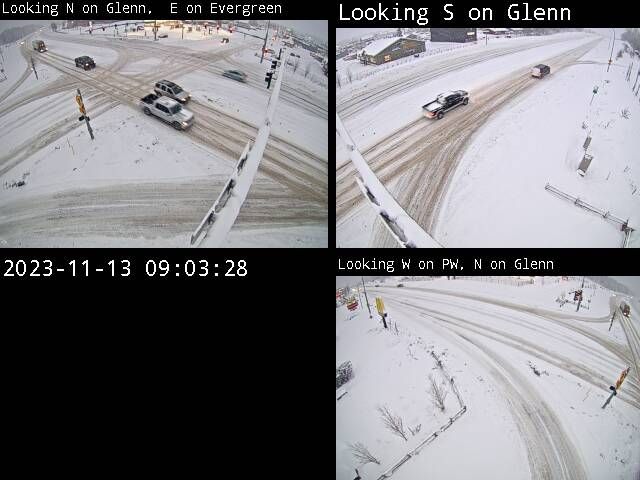 Looking N on Glenn,  E on Evergreen
Looking S on Glenn
2023-11-13 09:03:28
Looking W on PW, N on Glenn